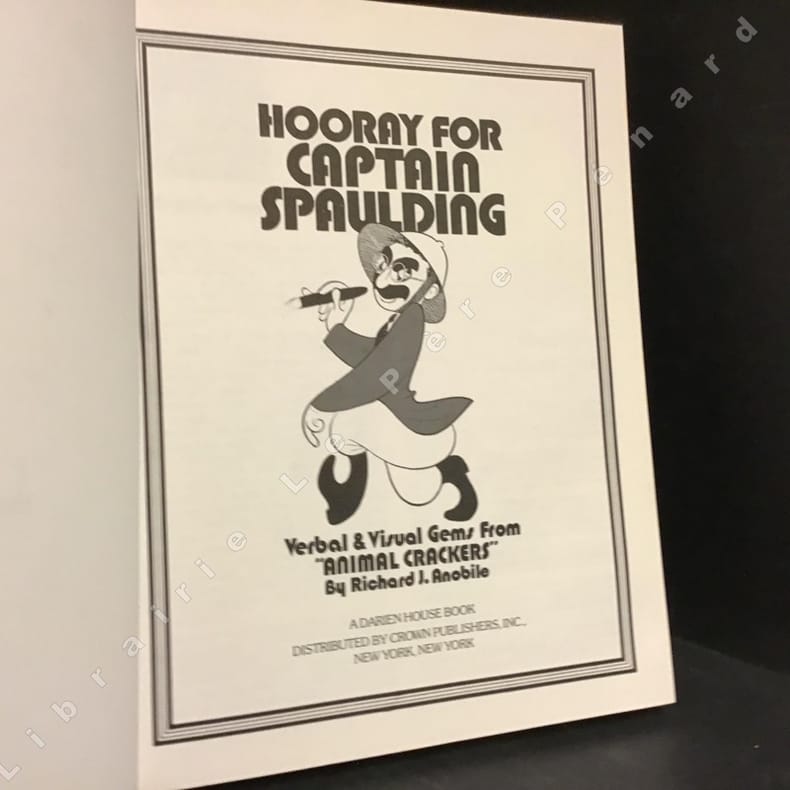 HOORAY FOR
CAPTAIN
SPAULDING
Verbal & Visual Gems From
"ANIMAL CRACKERS"
By Richard J. Anobile
A DARIEN HOUSE BOOK
DISTRIBUTED BY CROWN PUBLISHERS, INC.,
NEW YORK, NEW YORK
Librairie Le Pere Penard